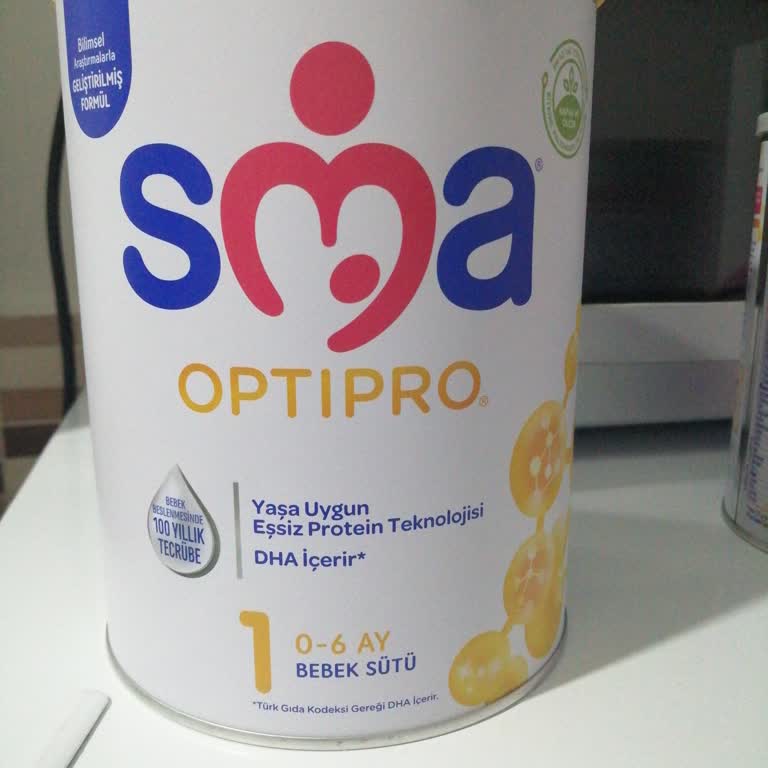 Bilimsel
Araştırmalarla
GELİŞTİRİLMİŞ
FORMÜL
sma®
OPTIPRO®
BEBEK
BESLENMESİNDE
100 YILLIK
TECRÜBE
Yaşa Uygun
Eşsiz Protein Teknolojisi
DHA İçerir*
1
0-6 AY
BEBEK SÜTÜ
*Türk Gıda Kodeksi Gereği DHA İçerir.